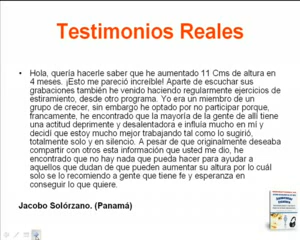 Testimonios Reales
• Hola, quería hacerle saber que he aumentado 11 Cms de altura en
4 meses. ¡Esto me pareció increíble! Aparte de escuchar sus
grabaciones también he venido haciendo regularmente ejercicios de
estiramiento, desde otro programa. Yo era un miembro de un
grupo de crecer, sin embargo he optado por no participar porque,
francamente, he encontrado que la mayoría de la gente de allí tiene
una actitud deprimente y desalentadora e influía mucho en mí y
decidí que estoy mucho mejor trabajando tal como lo sugirió,
totalmente solo y en silencio. A pesar de que originalmente deseaba
compartir con otros esta información que usted me dio, he
encontrado que no hay nada que pueda hacer para ayudar a
aquellos que dudan de que pueden aumentar su altura por lo cuál
solo se lo recomiendo a gente que tiene fe y esperanza en
conseguir lo que quiere.
Jacobo Solórzano. (Panamá)